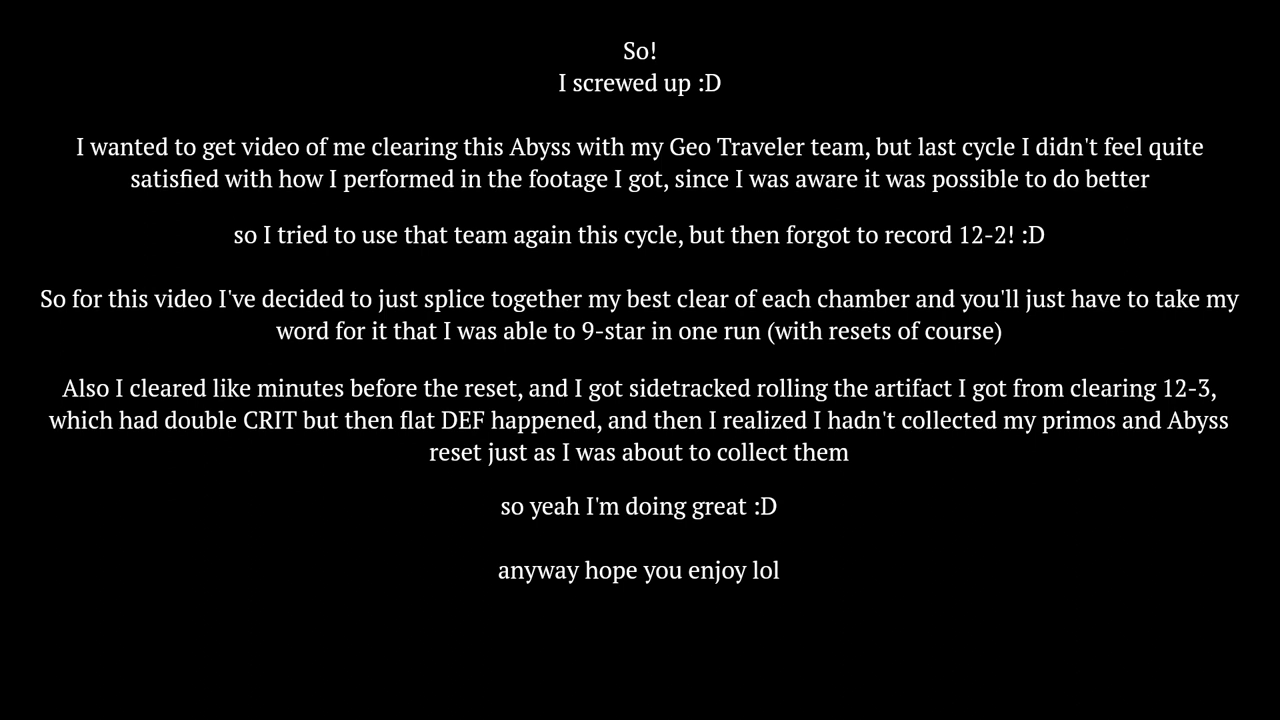 So!
I screwed up :D
I wanted to get video of me clearing this Abyss with my Geo Traveler team, but last cycle I didn't feel quite
satisfied with how I performed in the footage I got, since I was aware it was possible to do better
so I tried to use that team again this cycle, but then forgot to record 12-2! :D
So for this video I've decided to just splice together my best clear of each chamber and you'll just have to take my
word for it that I was able to 9-star in one run (with resets of course)
Also I cleared like minutes before the reset, and I got sidetracked rolling the artifact I got from clearing 12-3,
which had double CRIT but then flat DEF happened, and then I realized I hadn't collected my primos and Abyss
reset just as I was about to collect them
so yeah I'm doing great :D
anyway hope you enjoy lol